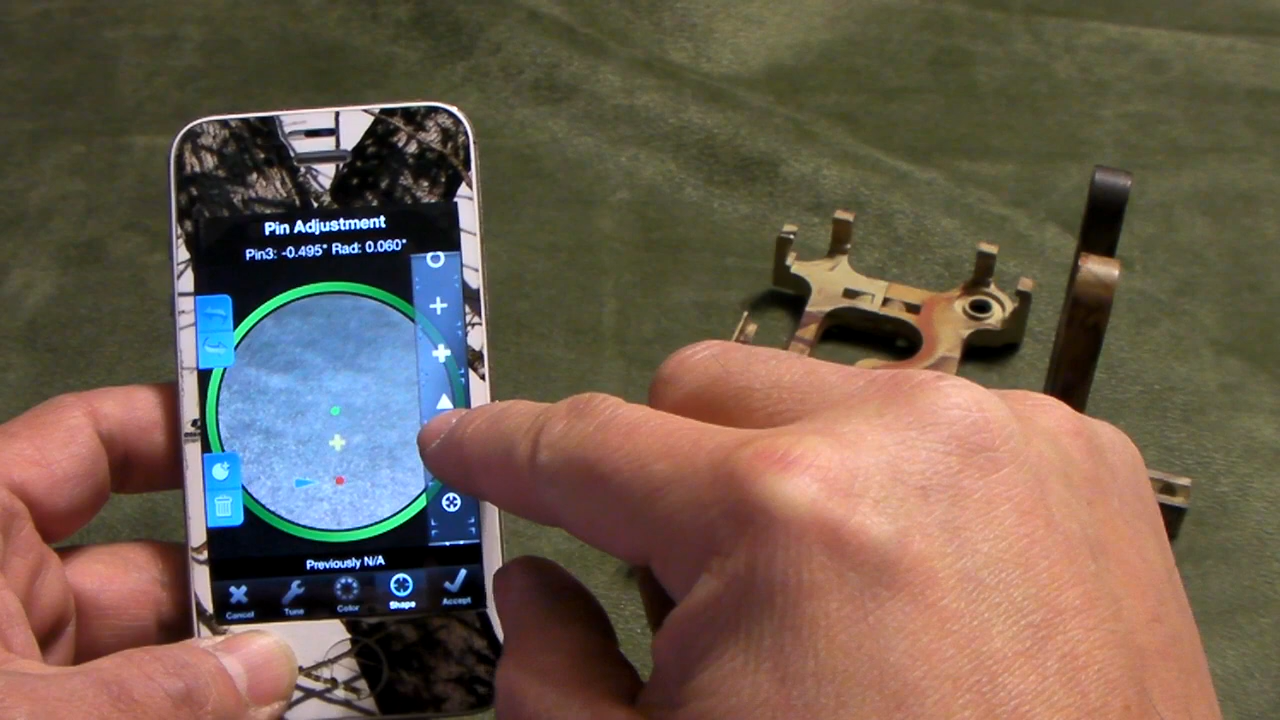 Pin Adjustment
Pin3: -0.495° Rad: 0.060°
Previously N/A
Cancel Tune Color Shape Accept